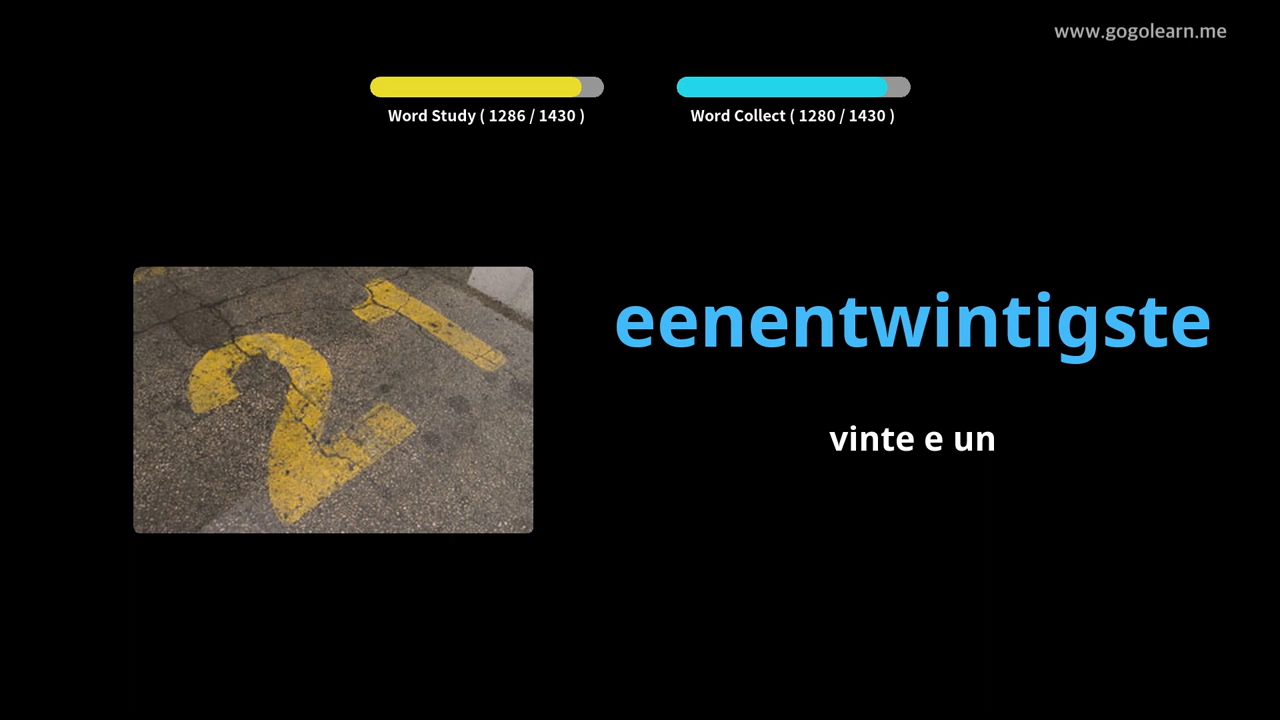 www.gogolearn.me
Word Study ( 1286 / 1430 )
Word Collect ( 1280 / 1430 )
21
eenentwintigste
vinte e un